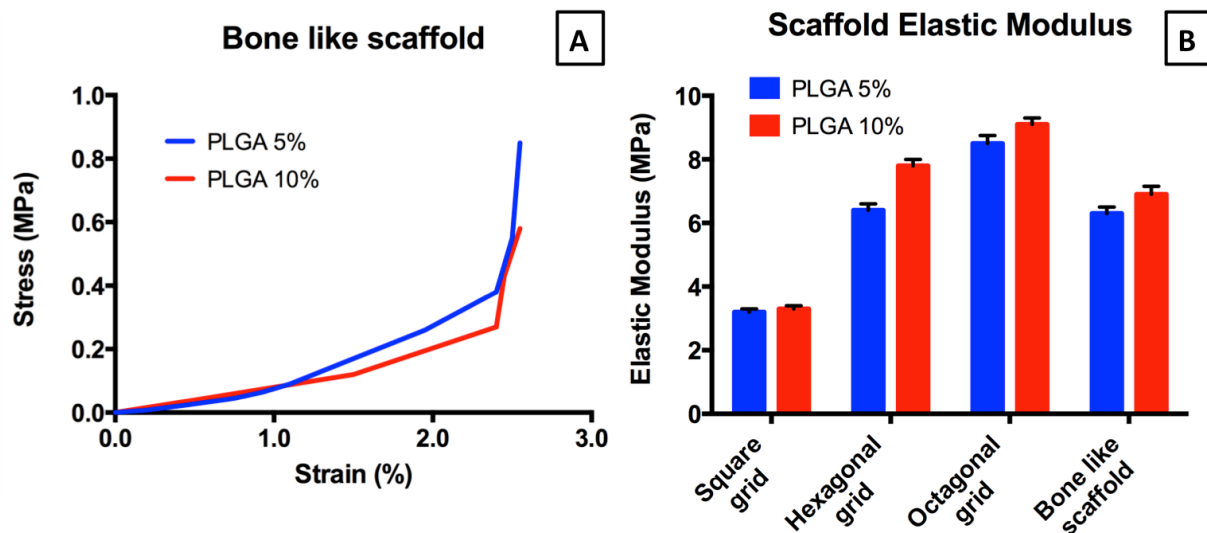 Bone like scaffold
A
Stress (MPa)
1.0
0.8
0.6
0.4
0.2
0.0
PLGA 5%
PLGA 10%
0.0 1.0 2.0 3.0
Strain (%)
Scaffold Elastic Modulus
B
Elastic Modulus (MPa)
10
8
6
4
2
0
PLGA 5%
PLGA 10%
Square
grid
Hexagonal
grid
Octagonal
grid
Bone like
scaffold